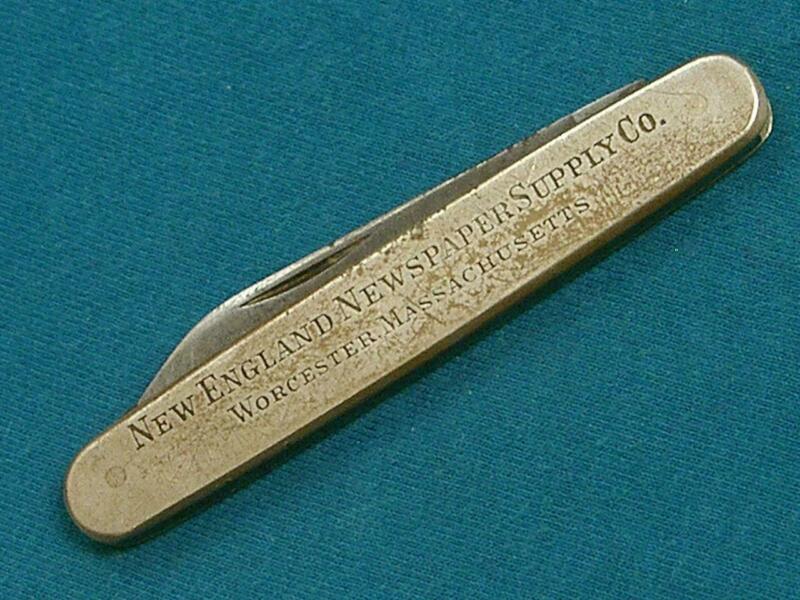 New England Newspaper Supply Co.
Worcester Massachusetts